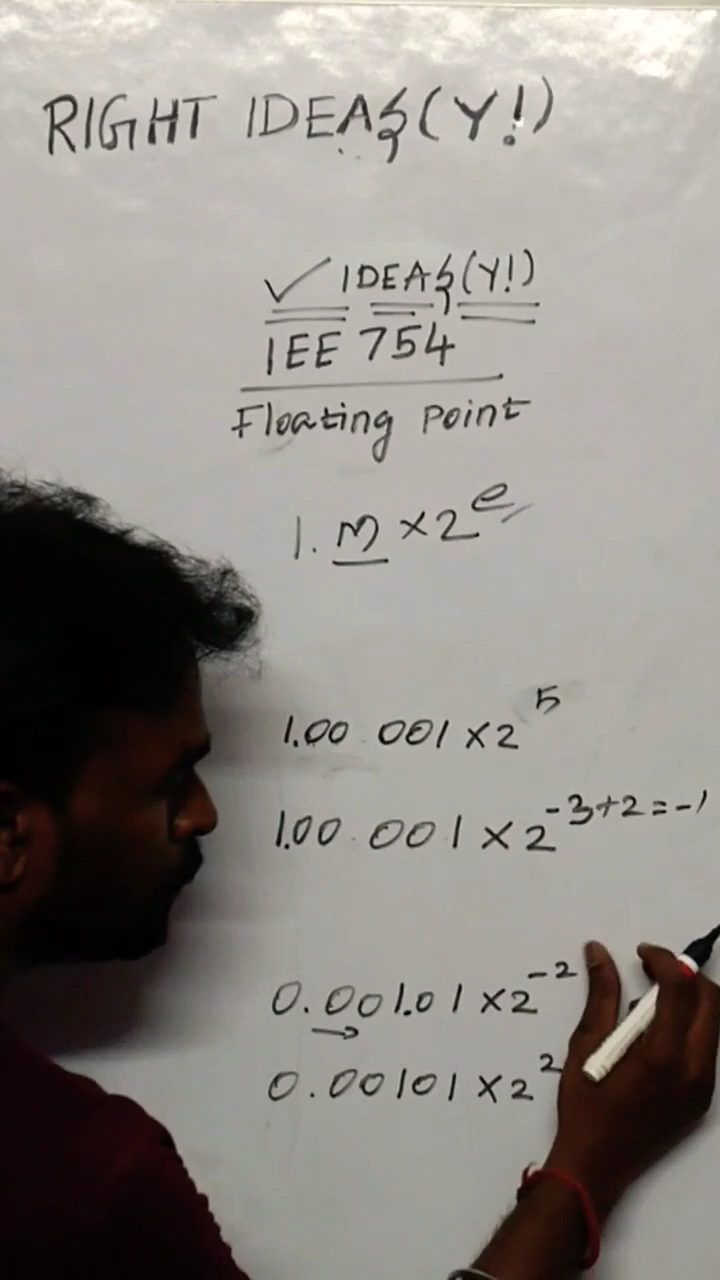 RIGHT IDEAS(Y!)
✓ IDEAS(Y!)
IEE 754
Floating point
1. m × 2^e
1.00 001 × 2^5
1.00 . 001 × 2^-3+2=-1
0.001.01 × 2^-2
0.00101 × 2^2